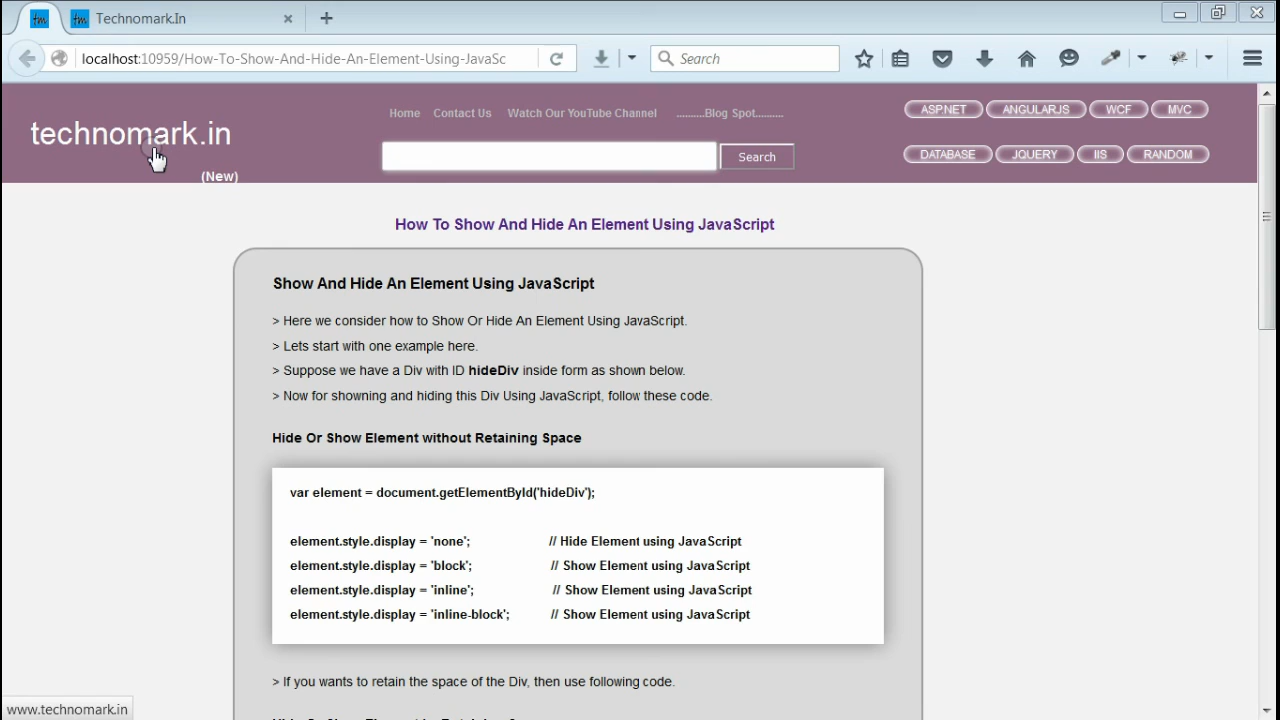 Technomark.In
localhost:10959/How-To-Show-And-Hide-An-Element-Using-JavaSc
Search
technomark.in
(New)
Home Contact Us Watch Our YouTube Channel ..........Blog Spot..........
Search
ASP.NET ANGULARJS WCF MVC
DATABASE JQUERY IIS RANDOM
How To Show And Hide An Element Using JavaScript
Show And Hide An Element Using JavaScript
> Here we consider how to Show Or Hide An Element Using JavaScript.
> Lets start with one example here.
> Suppose we have a Div with ID hideDiv inside form as shown below.
> Now for showning and hiding this Div Using JavaScript, follow these code.
Hide Or Show Element without Retaining Space
var element = document.getElementById('hideDiv');
element.style.display = 'none'; // Hide Element using JavaScript
element.style.display = 'block'; // Show Element using JavaScript
element.style.display = 'inline'; // Show Element using JavaScript
element.style.display = 'inline-block'; // Show Element using JavaScript
> If you wants to retain the space of the Div, then use following code.
www.technomark.in